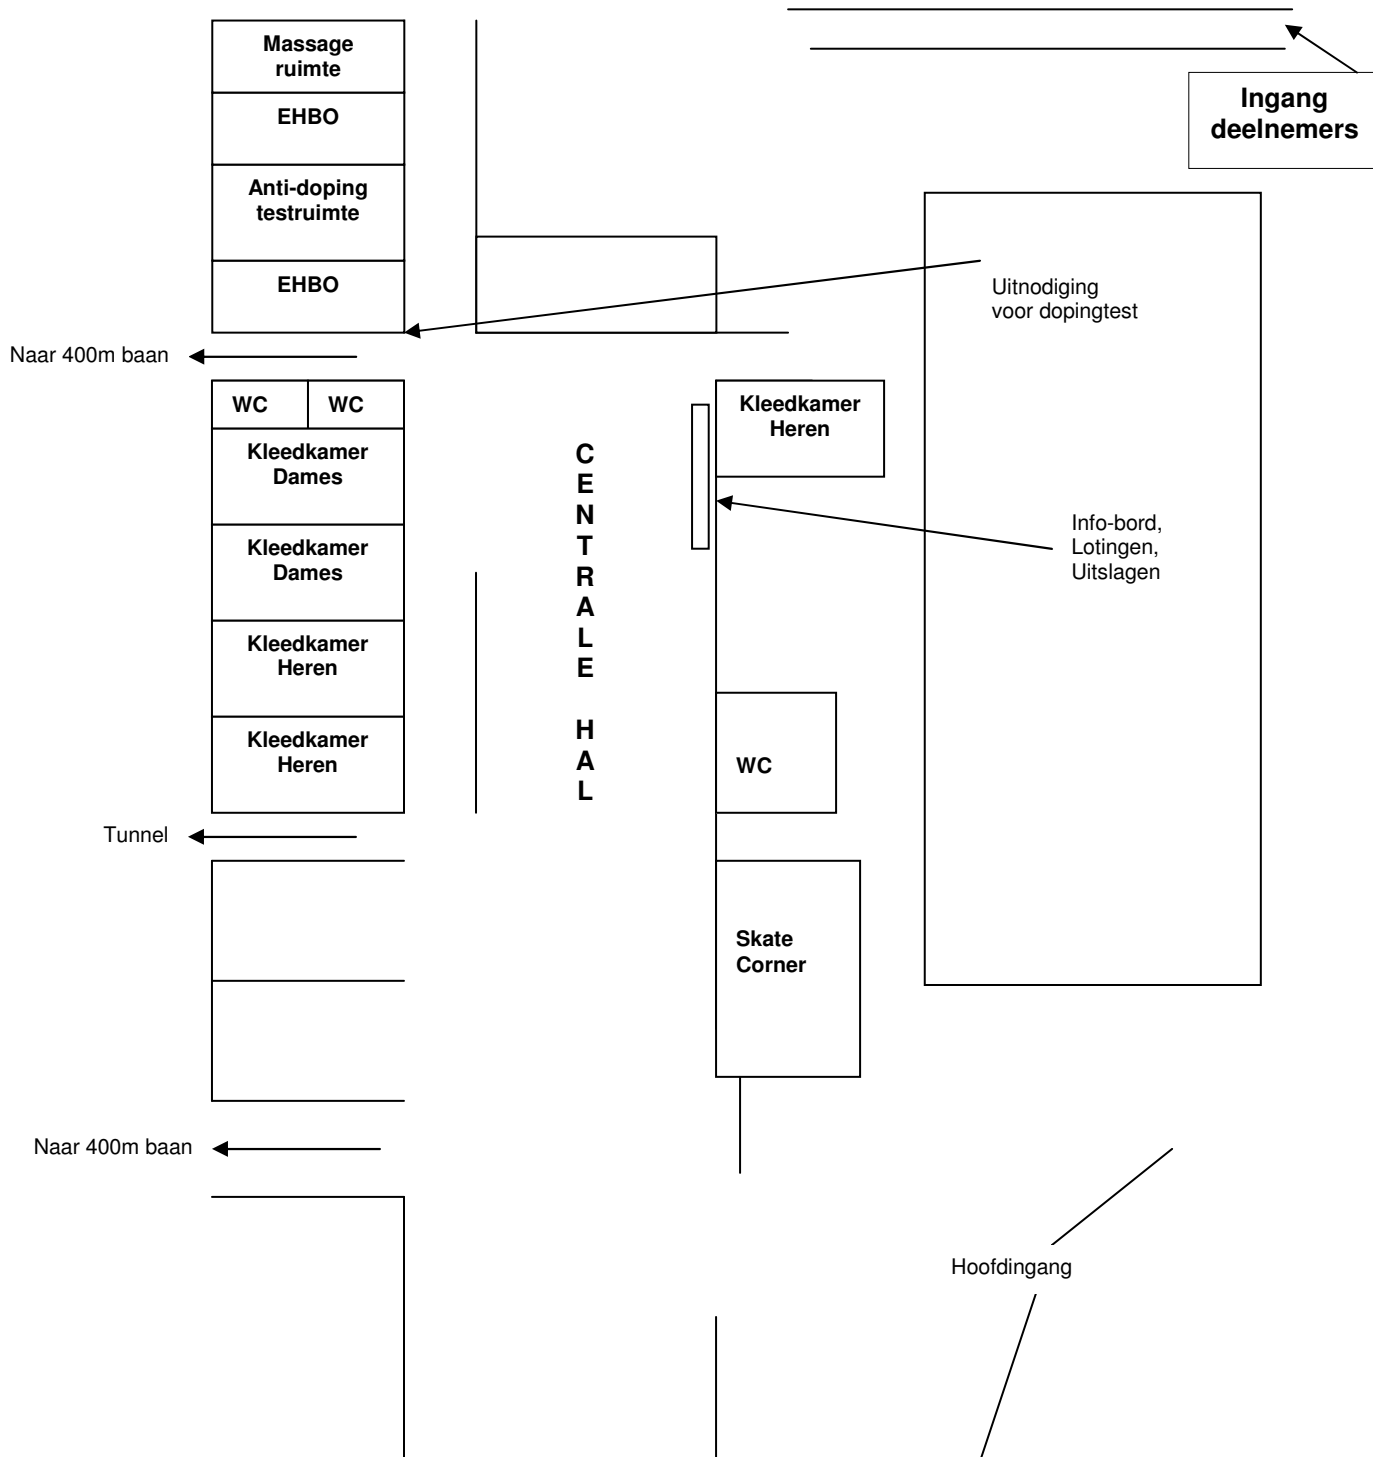 Massage
ruimte
EHBO
Anti-doping
testruimte
EHBO
Ingang
deelnemers
Uitnodiging
voor dopingtest
Naar 400m baan
WC
WC
Kleedkamer
Dames
Kleedkamer
Dames
Kleedkamer
Heren
Kleedkamer
Heren
C
E
N
T
R
A
L
E
H
A
L
Kleedkamer
Heren
Info-bord,
Lotingen,
Uitslagen
WC
Tunnel
Skate
Corner
Naar 400m baan
Hoofdingang